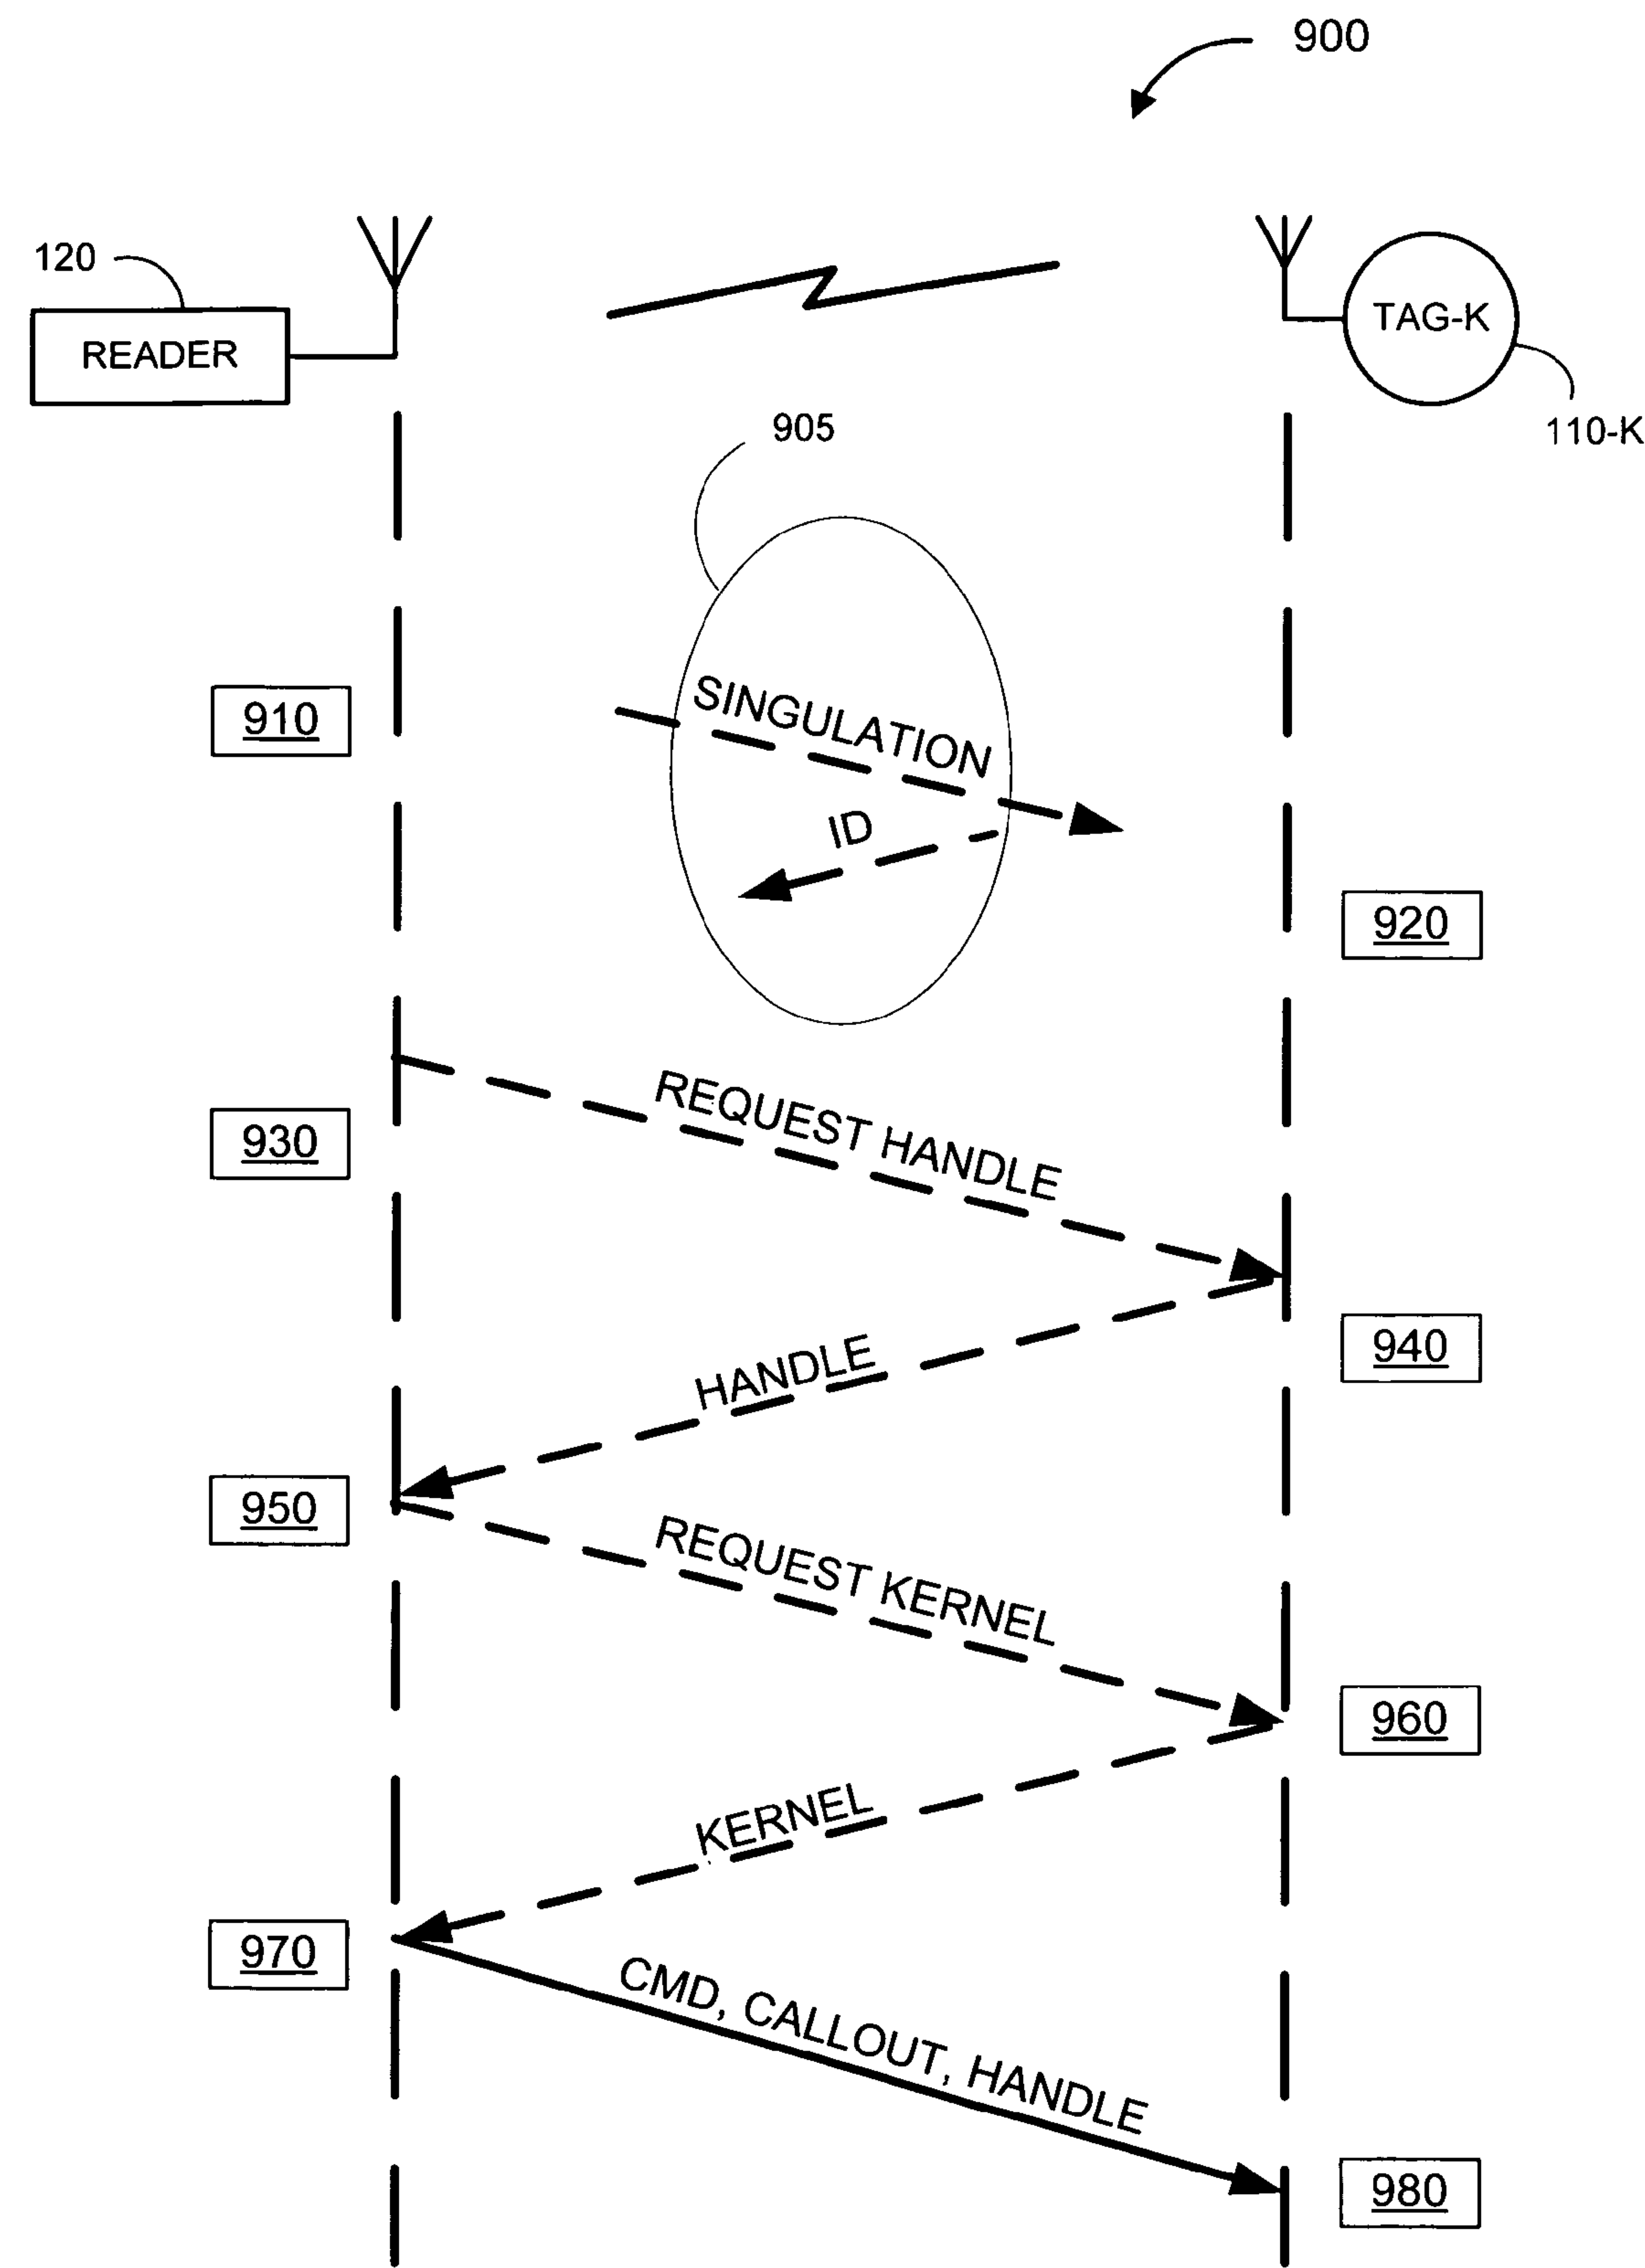 900
120
READER
TAG-K
110-K
905
910
SINGULATION
ID
920
REQUEST HANDLE
930
HANDLE
940
950
REQUEST KERNEL
960
KERNEL
970
CMD, CALLOUT, HANDLE
980